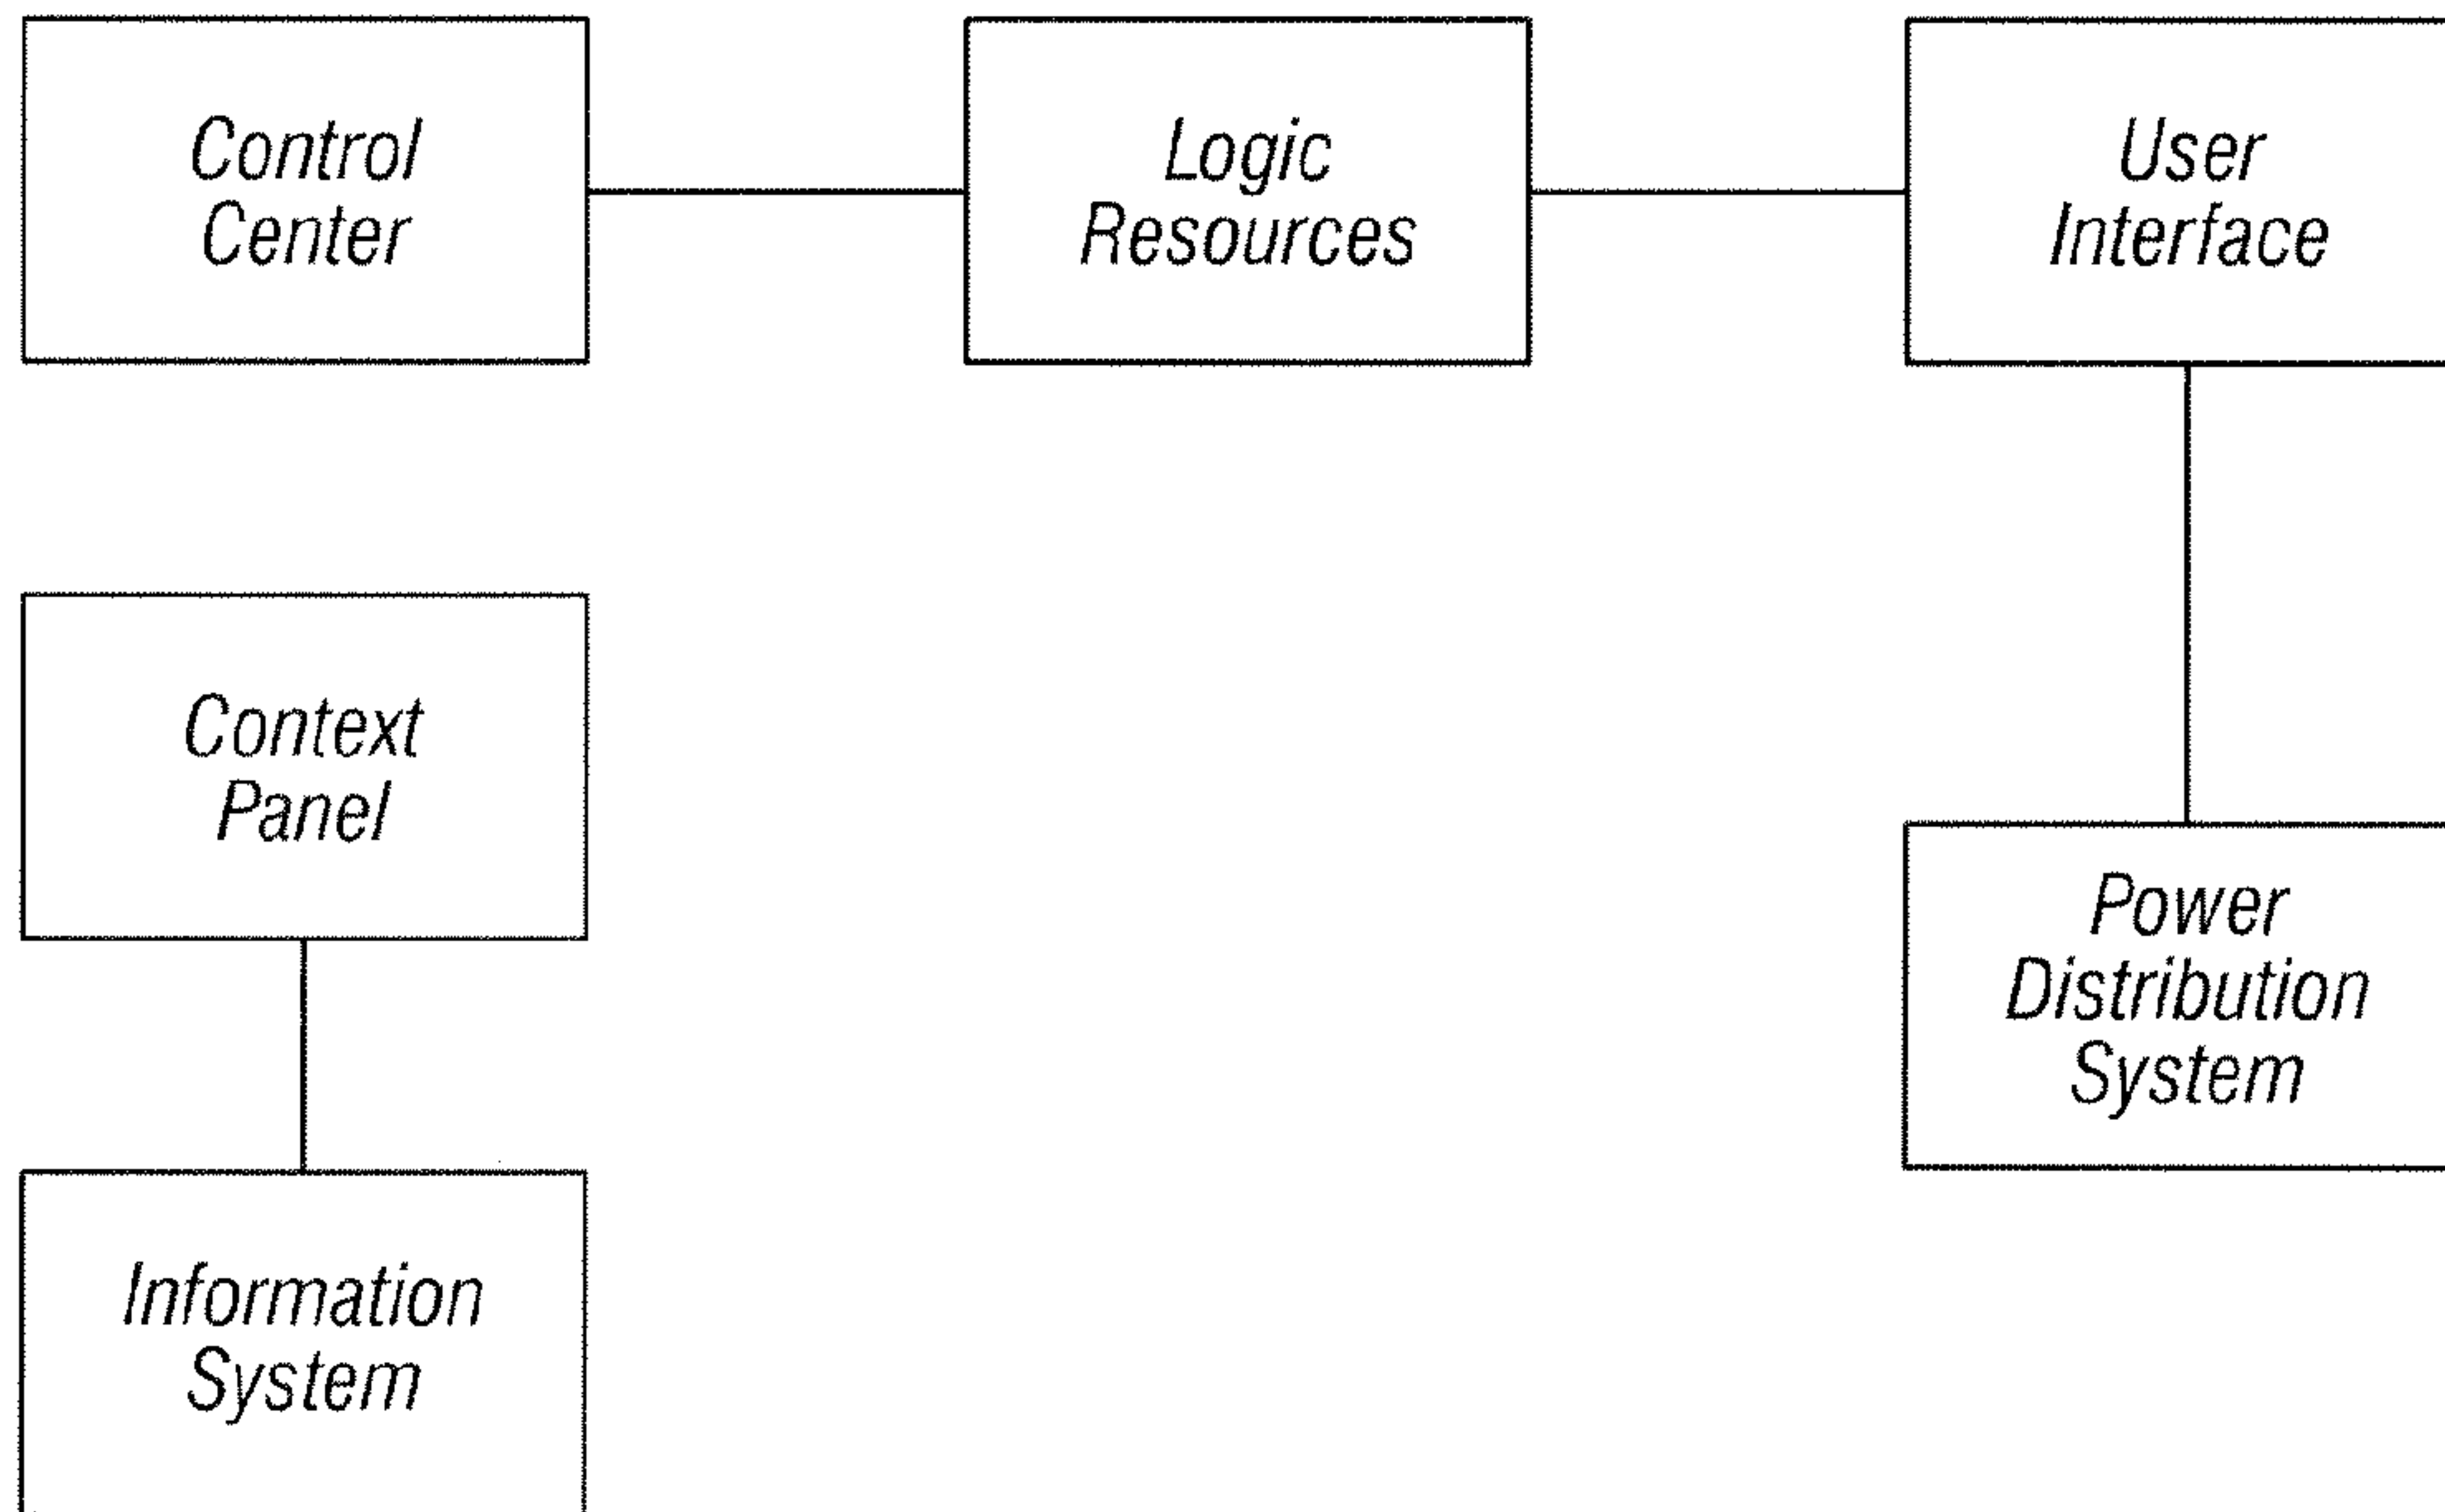 Control
Center
Logic
Resources
User
Interface
Context
Panel
Power
Distribution
System
Information
System